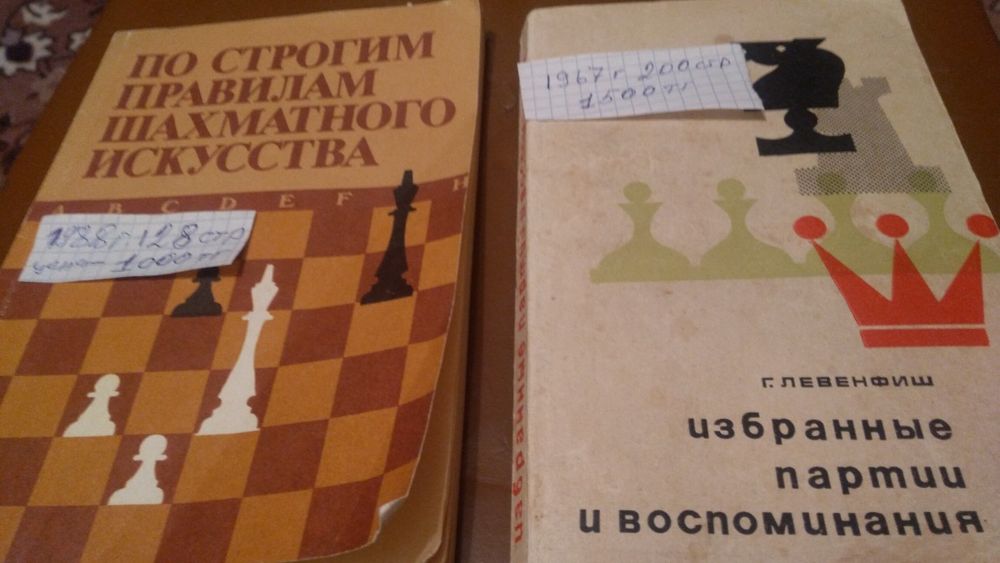 ПО СТРОГИМ
ПРАВИЛАМ
ШАХМАТНОГО
ИСКУССТВА
A B C D E F H
1988 г 128 стр
цена 1000 тг
избранные
1967 г 200 стр
1500 тг
Г. ЛЕВЕНФИШ
избранные
партии
и воспоминания